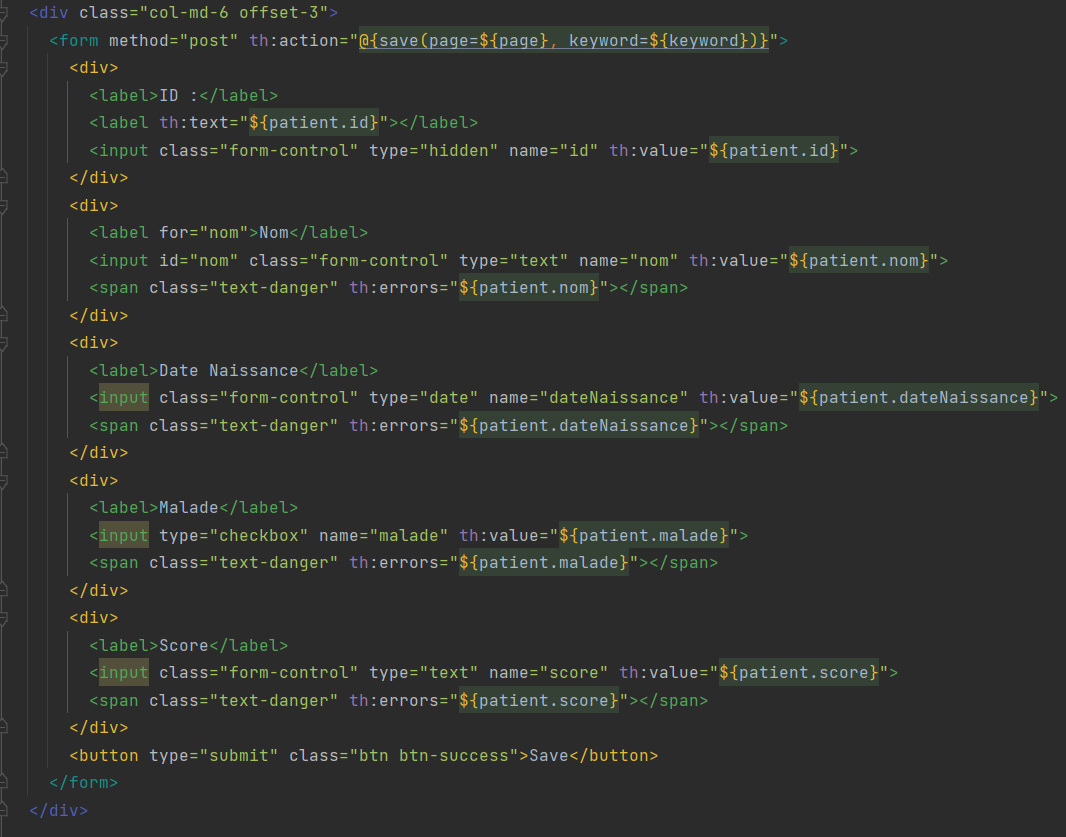 <div class="col-md-6 offset-3">
<form method="post" th:action="@{save(page=${page}, keyword=${keyword})}">
<div>
<label>ID :</label>
<label th:text="${patient.id}"></label>
<input class="form-control" type="hidden" name="id" th:value="${patient.id}">
</div>
<div>
<label for="nom">Nom</label>
<input id="nom" class="form-control" type="text" name="nom" th:value="${patient.nom}">
<span class="text-danger" th:errors="${patient.nom}"></span>
</div>
<div>
<label>Date Naissance</label>
<input class="form-control" type="date" name="dateNaissance" th:value="${patient.dateNaissance}">
<span class="text-danger" th:errors="${patient.dateNaissance}"></span>
</div>
<div>
<label>Malade</label>
<input type="checkbox" name="malade" th:value="${patient.malade}">
<span class="text-danger" th:errors="${patient.malade}"></span>
</div>
<div>
<label>Score</label>
<input class="form-control" type="text" name="score" th:value="${patient.score}">
<span class="text-danger" th:errors="${patient.score}"></span>
</div>
<button type="submit" class="btn btn-success">Save</button>
</form>
</div>